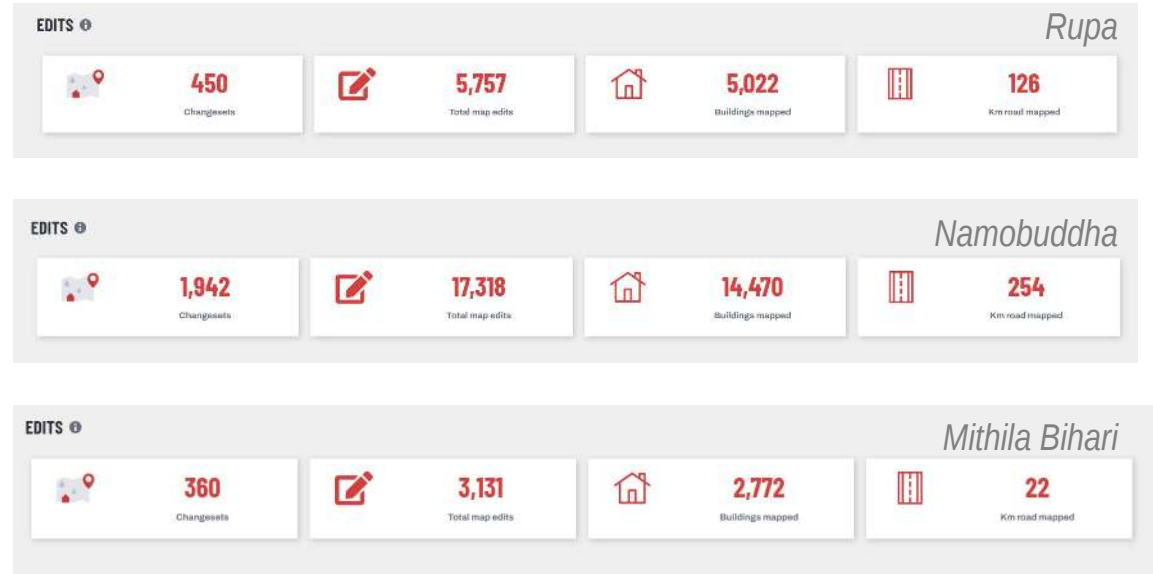 EDITS
Rupa
450
5,757
5,022
126
Changesets
Total map edits
Buildings mapped
Km road mapped
EDITS
Namobuddha
1,942
17,318
14,470
254
Changesets
Total map edits
Buildings mapped
Km road mapped
EDITS
Mithila Bihari
360
3,131
2,772
22
Changesets
Total map edits
Buildings mapped
Km road mapped